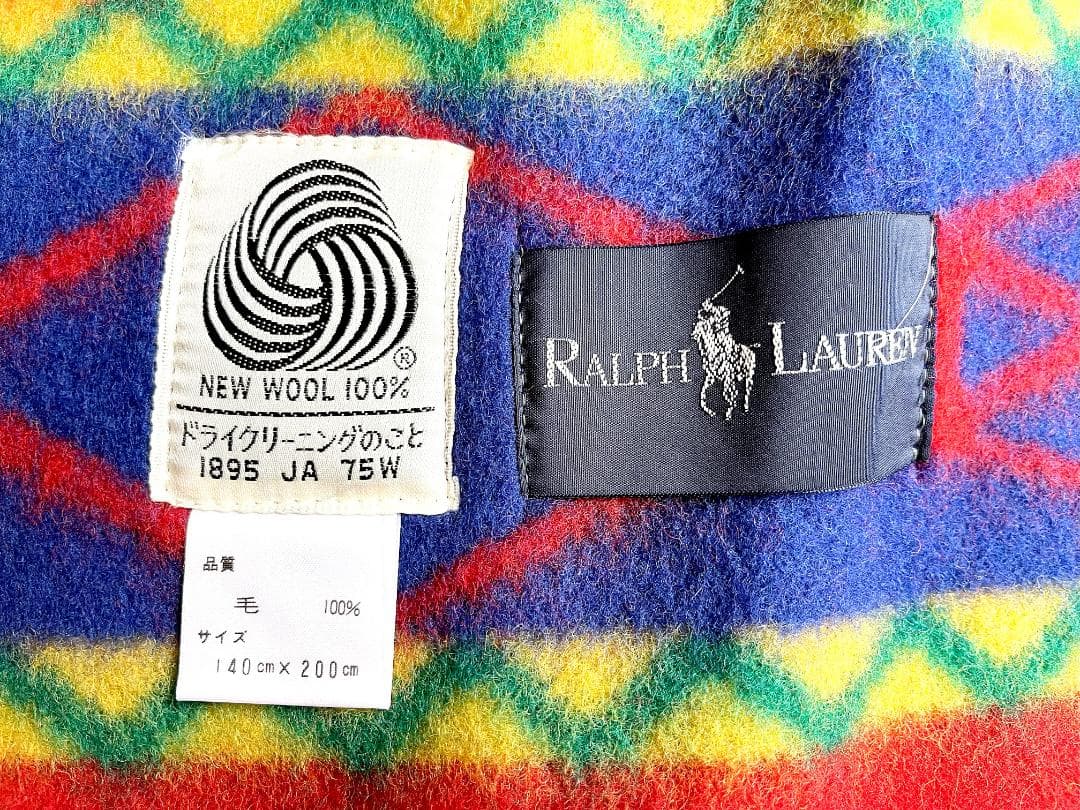 ®
NEW WOOL 100%
ドライクリーニングのこと
1895 JA 75W
RALPH LAUREN
品質
毛 100%
サイズ
140cm×200cm